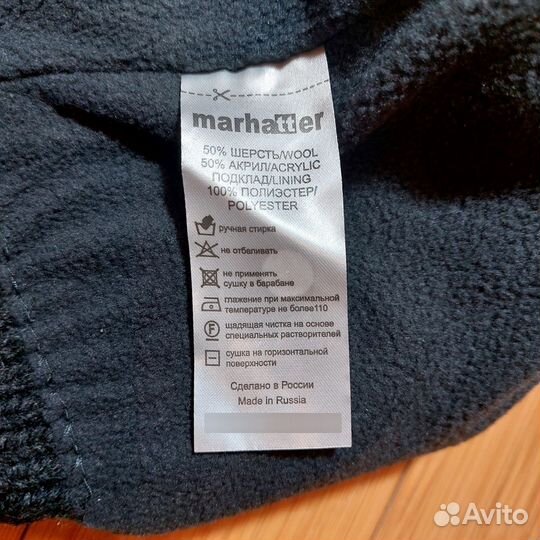 marhatter
50% ШЕРСТЬ/WOOL
50% АКРИЛ/ACRYLIC
ПОДКЛАД/LINING
100% ПОЛИЭСТЕР/
POLYESTER
ручная стирка
не отбеливать
не применять
сушку в барабане
глажение при максимальной
температуре не более110
F щадящая чистка на основе
специальных растворителей
сушка на горизонтальной
поверхности
Сделано в России
Made in Russia
Avito